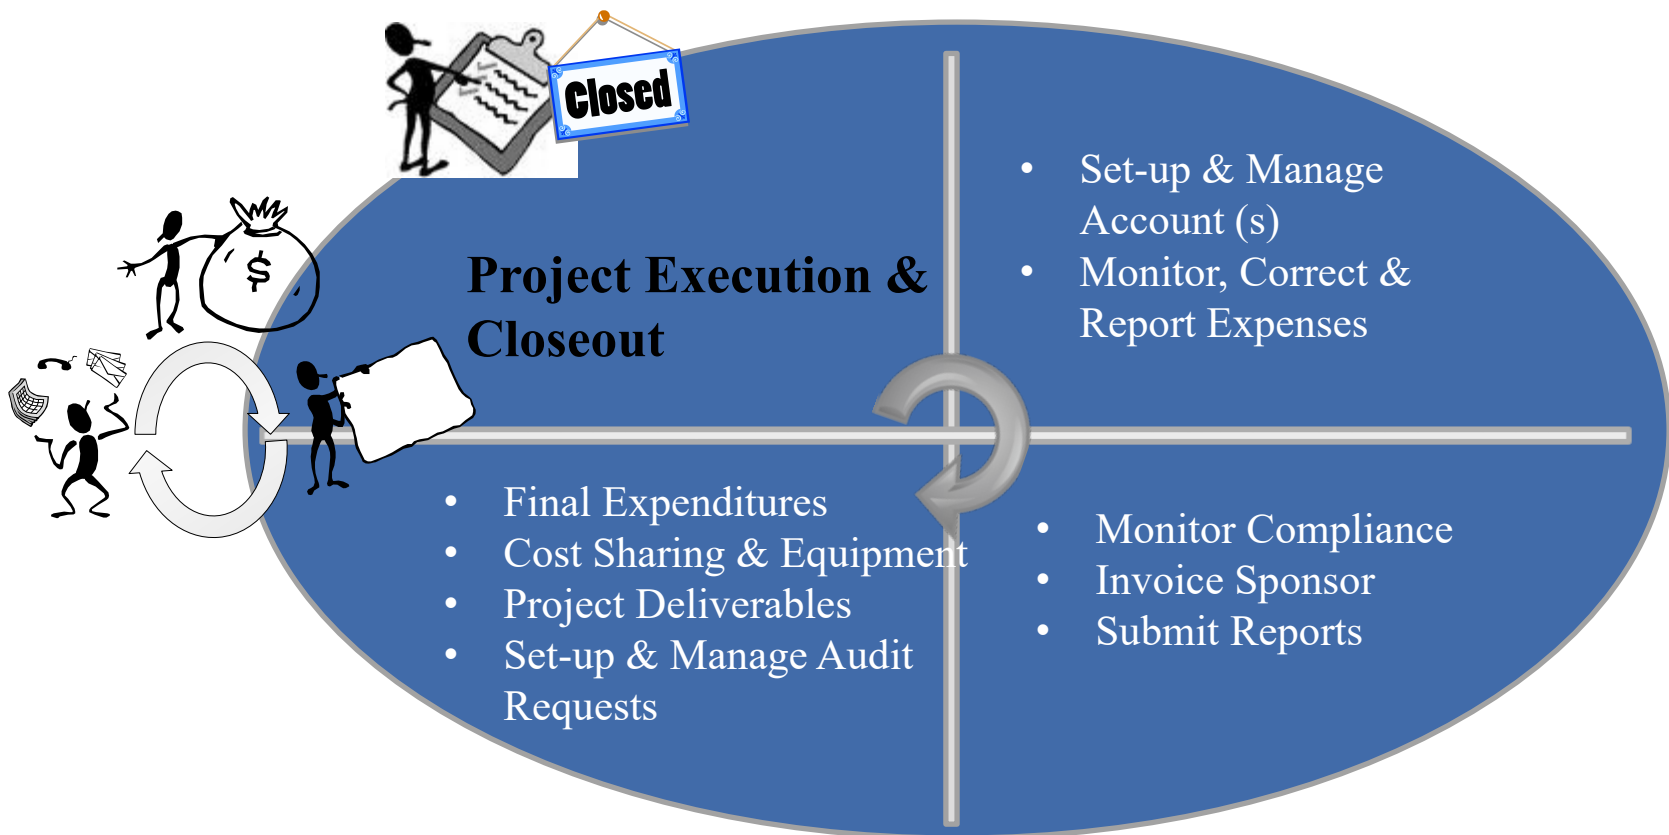 Closed
$
Project Execution &
Closeout
• Set-up & Manage
Account (s)
• Monitor, Correct &
Report Expenses
• Final Expenditures
• Cost Sharing & Equipment
• Project Deliverables
• Set-up & Manage Audit
Requests
• Monitor Compliance
• Invoice Sponsor
• Submit Reports